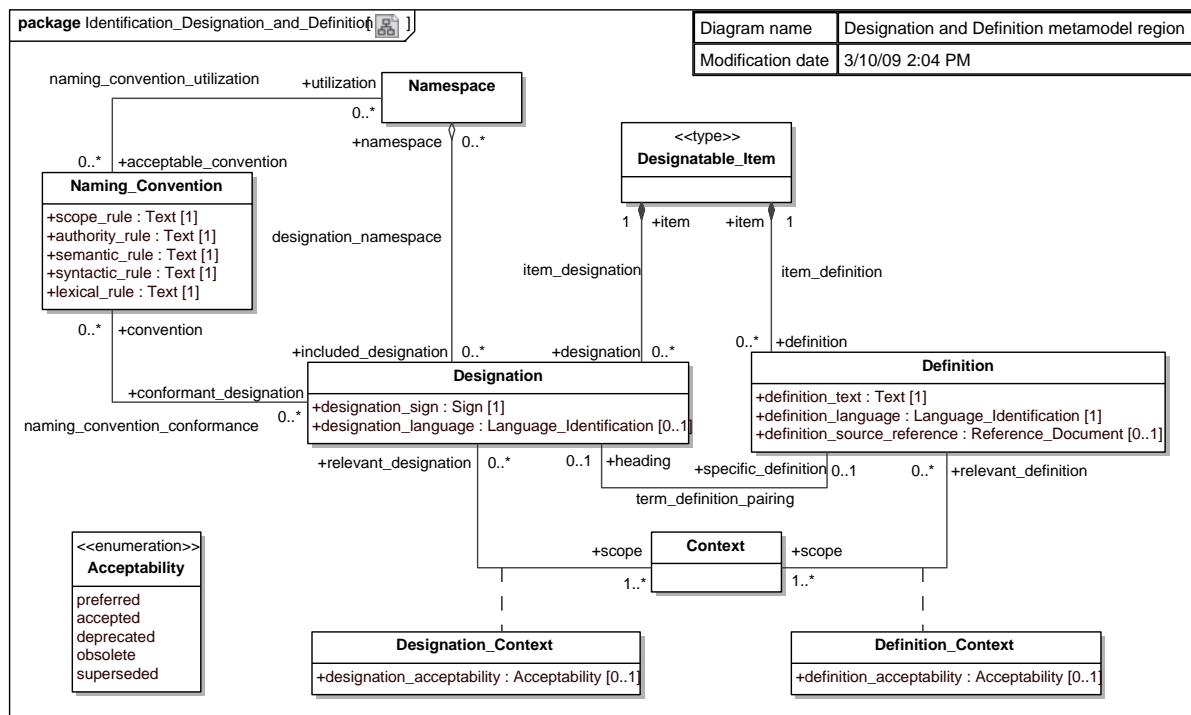 package Identification_Designation_and_Definition[ ]
Diagram name Designation and Definition metamodel region
Modification date 3/10/09 2:04 PM
naming_convention_utilization
+utilization
0..*
Namespace
+namespace
0..*
<<type>>
Designatable_Item
0..*
+acceptable_convention
Naming_Convention
+scope_rule : Text [1]
+authority_rule : Text [1]
+semantic_rule : Text [1]
+syntactic_rule : Text [1]
+lexical_rule : Text [1]
designation_namespace
1
+item
+item
1
item_designation
item_definition
0..*
+convention
+included_designation
0..*
+designation
0..*
0..*
+definition
+conformant_designation
0..*
naming_convention_conformance
Designation
+designation_sign : Sign [1]
+designation_language : Language_Identification [0..1]
Definition
+definition_text : Text [1]
+definition_language : Language_Identification [1]
+definition_source_reference : Reference_Document [0..1]
+relevant_designation
0..*
0..1
+heading
+specific_definition
0..1
0..*
+relevant_definition
term_definition_pairing
<<enumeration>>
Acceptability
preferred
accepted
deprecated
obsolete
superseded
+scope
1..*
Context
+scope
1..*
Designation_Context
+designation_acceptability : Acceptability [0..1]
Definition_Context
+definition_acceptability : Acceptability [0..1]